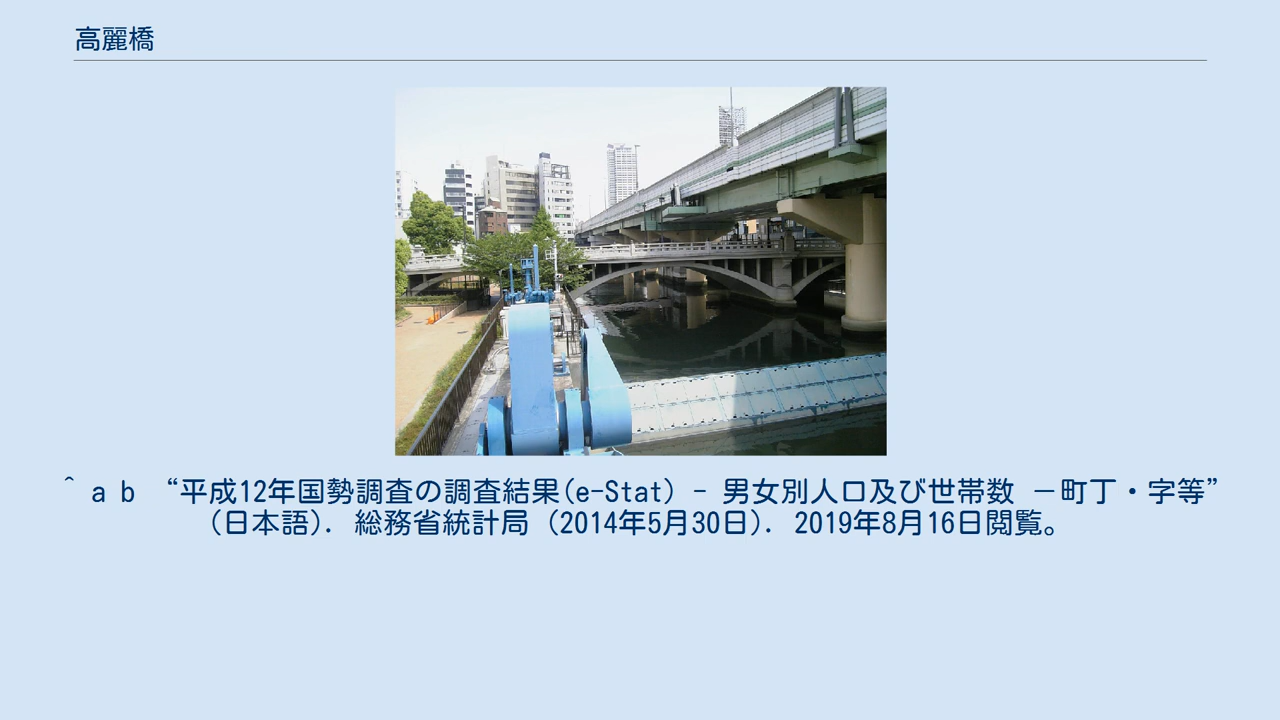 高麗橋
^ a b “平成12年国勢調査の調査結果(e-Stat) - 男女別人口及び世帯数 －町丁・字等”
(日本語). 総務省統計局 (2014年5月30日). 2019年8月16日閲覧。